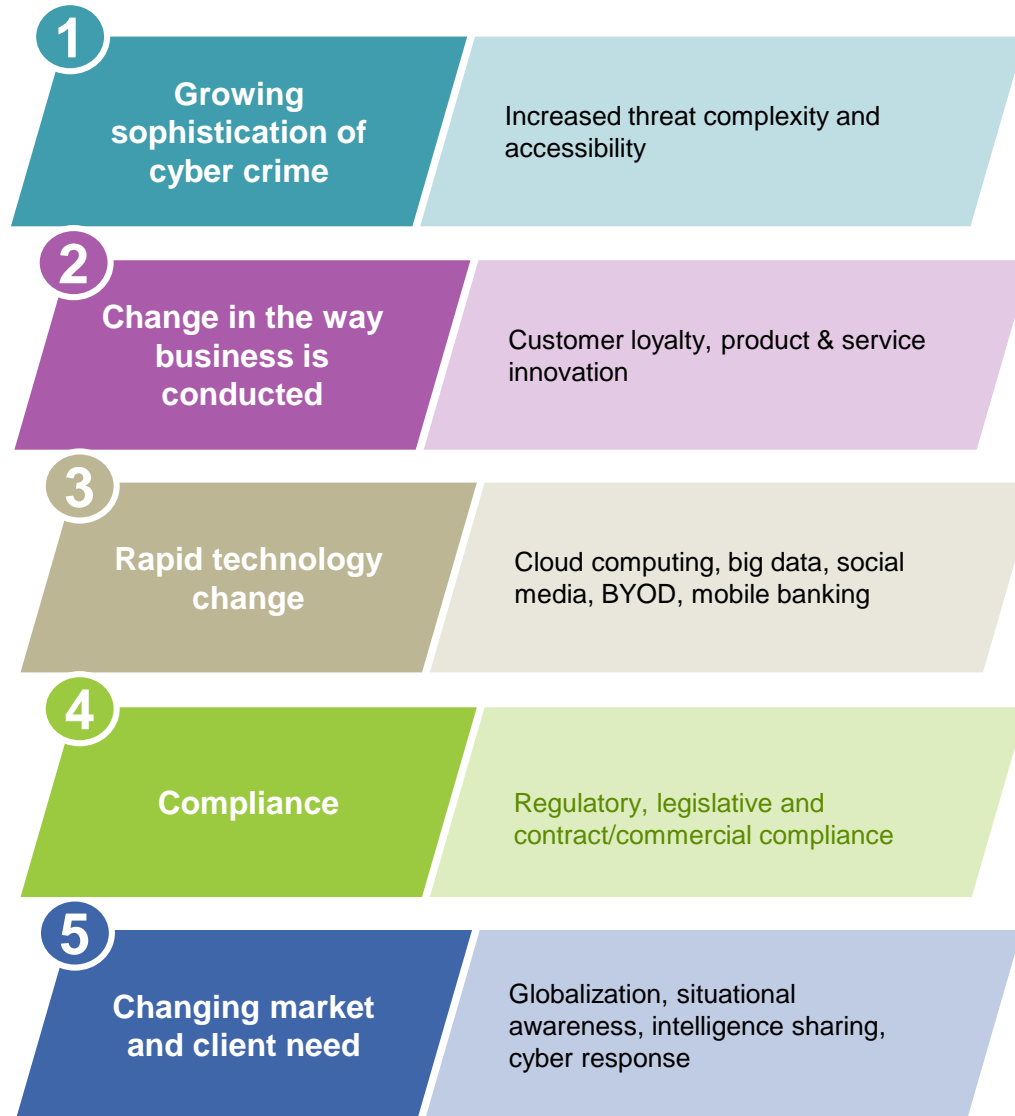 1
Growing
sophistication of
cyber crime
Increased threat complexity and
accessibility
2
Change in the way
business is
conducted
Customer loyalty, product & service
innovation
3
Rapid technology
change
Cloud computing, big data, social
media, BYOD, mobile banking
4
Compliance
Regulatory, legislative and
contract/commercial compliance
5
Changing market
and client need
Globalization, situational
awareness, intelligence sharing,
cyber response